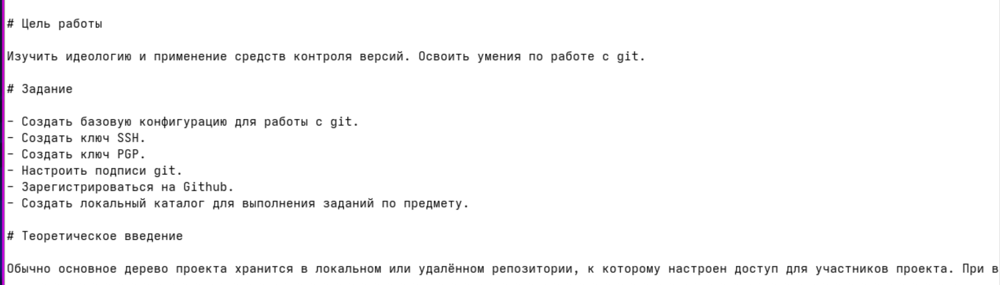 # Цель работы
Изучить идеологию и применение средств контроля версий. Освоить умения по работе с git.
# Задание
- Создать базовую конфигурацию для работы с git.
- Создать ключ SSH.
- Создать ключ PGP.
- Настроить подписи git.
- Зарегистрироваться на Github.
- Создать локальный каталог для выполнения заданий по предмету.
# Теоретическое введение
Обычно основное дерево проекта хранится в локальном или удалённом репозитории, к которому настроен доступ для участников проекта. При в